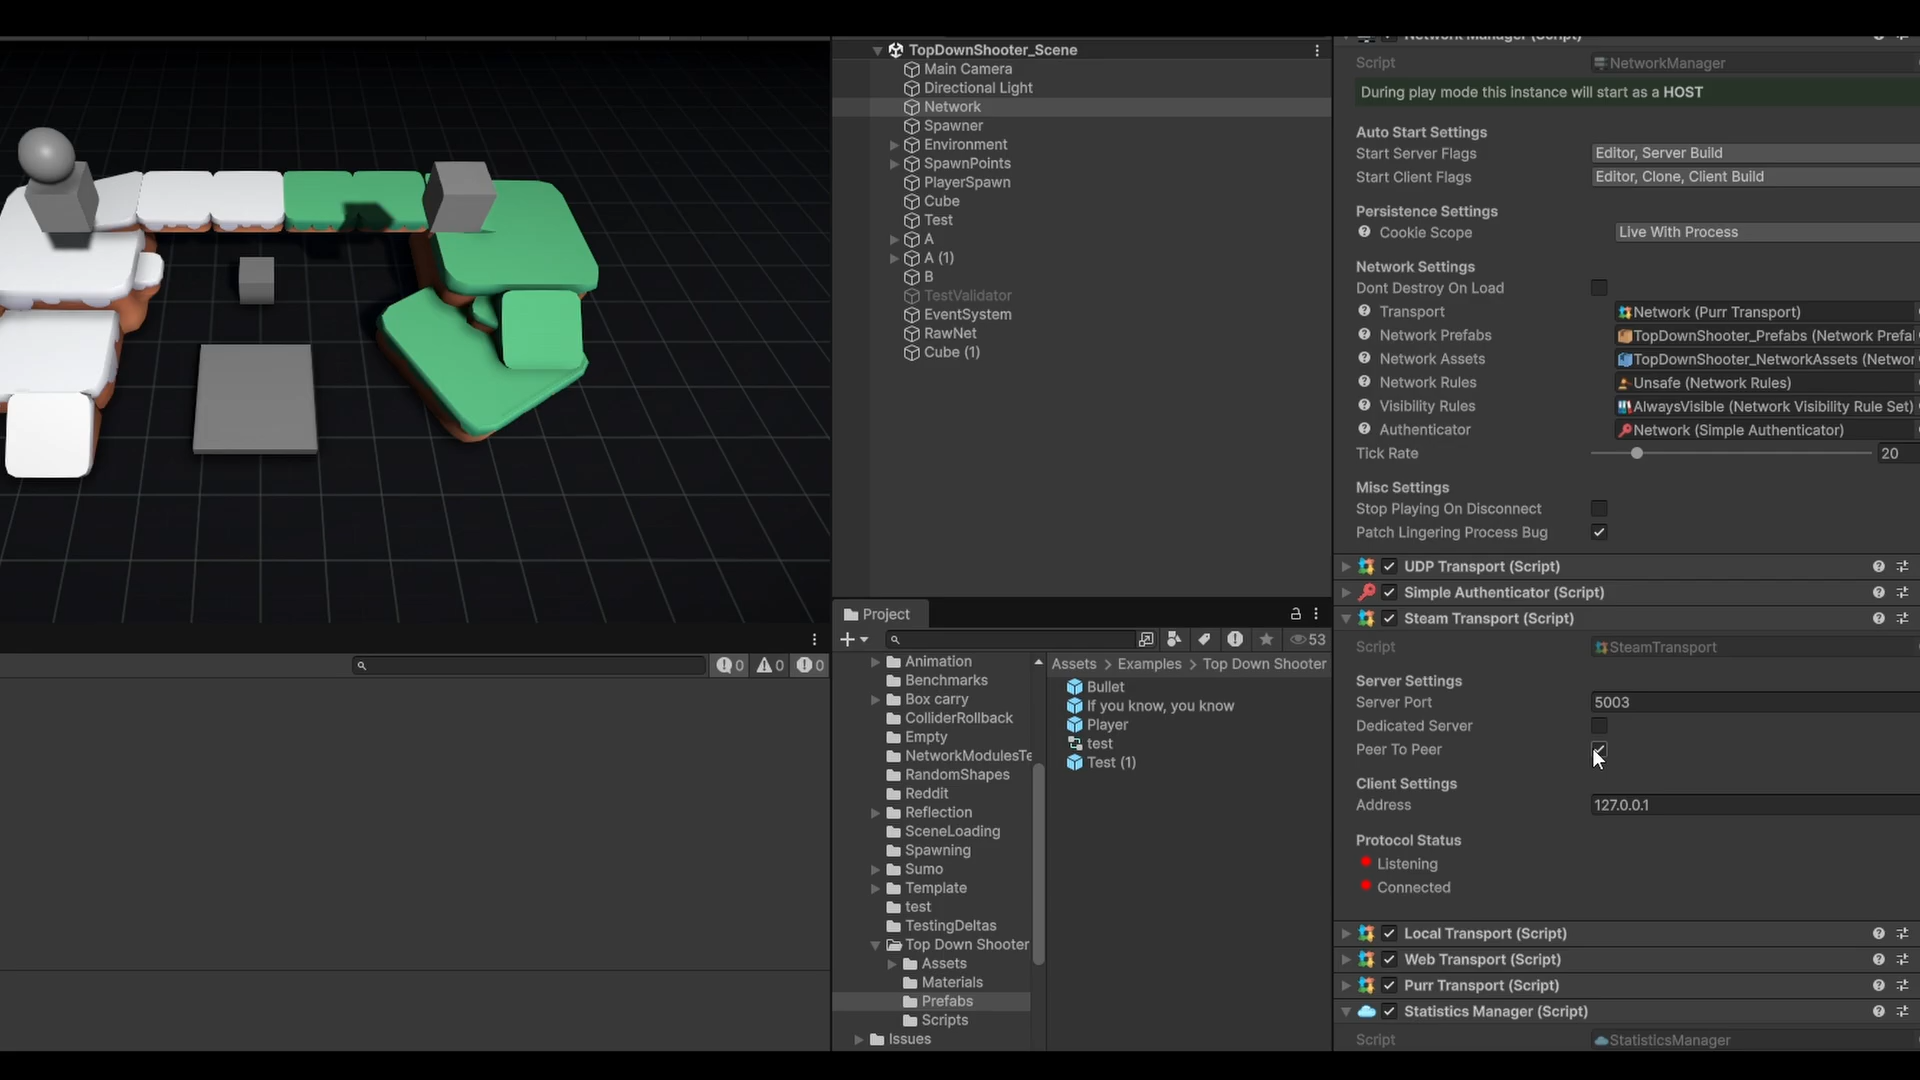 TopDownShooter_Scene
Main Camera
Directional Light
Network
Spawner
Environment
SpawnPoints
PlayerSpawn
Cube
Test
A
A (1)
B
TestValidator
EventSystem
RawNet
Cube (1)
0
0
0
Project
53
Animation
Benchmarks
Box carry
ColliderRollback
Empty
NetworkModulesTe
RandomShapes
Reddit
Reflection
SceneLoading
Spawning
Sumo
Template
test
TestingDeltas
Top Down Shooter
Assets
Materials
Prefabs
Scripts
Issues
Assets > Examples > Top Down Shooter
Bullet
If you know, you know
Player
test
Test (1)
Network Manager (Script)
Script NetworkManager
During play mode this instance will start as a HOST
Auto Start Settings
Start Server Flags Editor, Server Build
Start Client Flags Editor, Clone, Client Build
Persistence Settings
Cookie Scope Live With Process
Network Settings
Dont Destroy On Load
Transport Network (Purr Transport)
Network Prefabs TopDownShooter_Prefabs (Network Prefal
Network Assets TopDownShooter_NetworkAssets (Networ
Network Rules Unsafe (Network Rules)
Visibility Rules AlwaysVisible (Network Visibility Rule Set)
Authenticator Network (Simple Authenticator)
Tick Rate 20
Misc Settings
Stop Playing On Disconnect
Patch Lingering Process Bug
UDP Transport (Script)
Simple Authenticator (Script)
Steam Transport (Script)
Script SteamTransport
Server Settings
Server Port 5003
Dedicated Server
Peer To Peer
Client Settings
Address 127.0.0.1
Protocol Status
Listening
Connected
Local Transport (Script)
Web Transport (Script)
Purr Transport (Script)
Statistics Manager (Script)
Script StatisticsManager